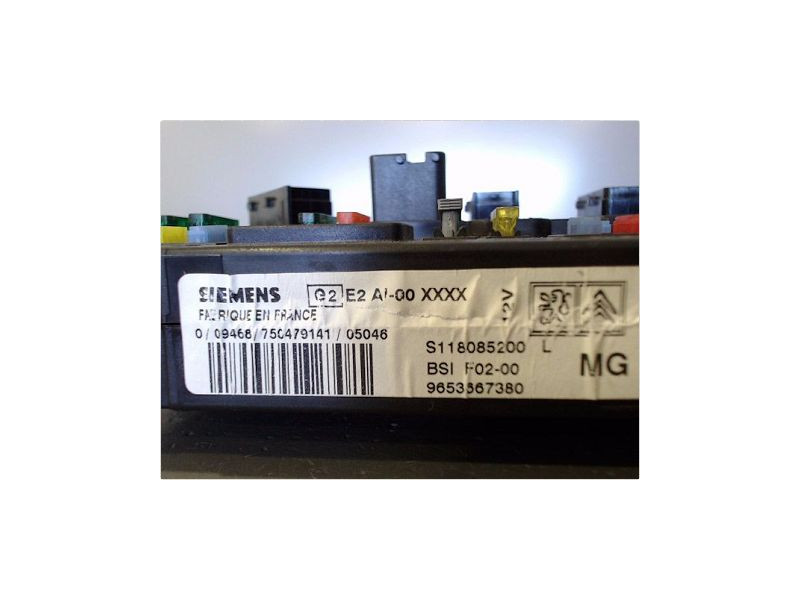 SIEMENS G2 E2 AI-00 XXXX
FABRIQUE EN FRANCE
0/09468/750479141/05046
12V
S118085200 L
BSI F02-00
9653667380
MG